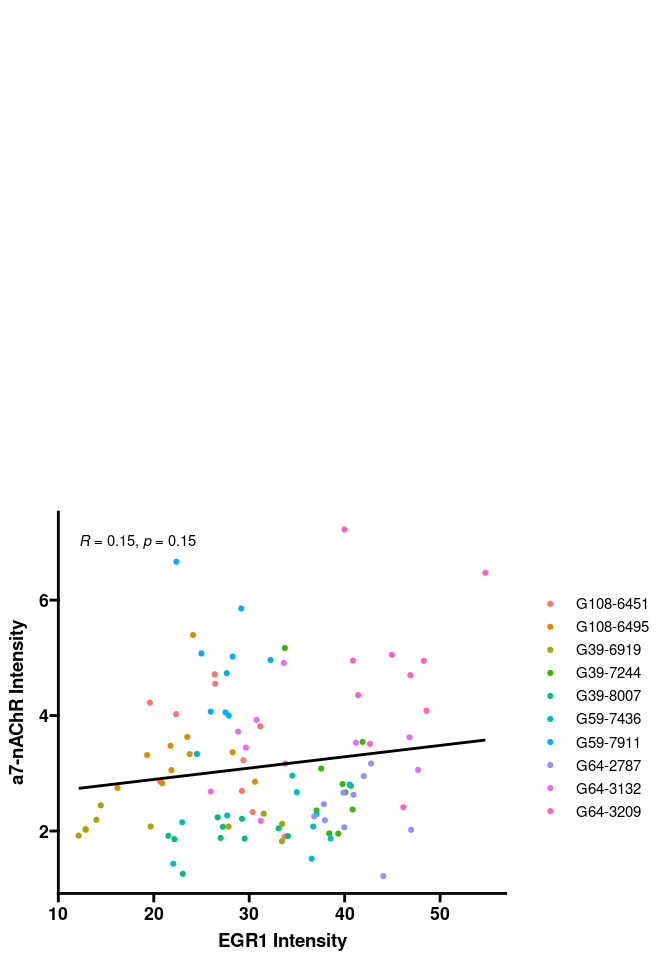 R = 0.15, p = 0.15
6
4
2
a7-nAChR Intensity
10 20 30 40 50
EGR1 Intensity
G108-6451
G108-6495
G39-6919
G39-7244
G39-8007
G59-7436
G59-7911
G64-2787
G64-3132
G64-3209